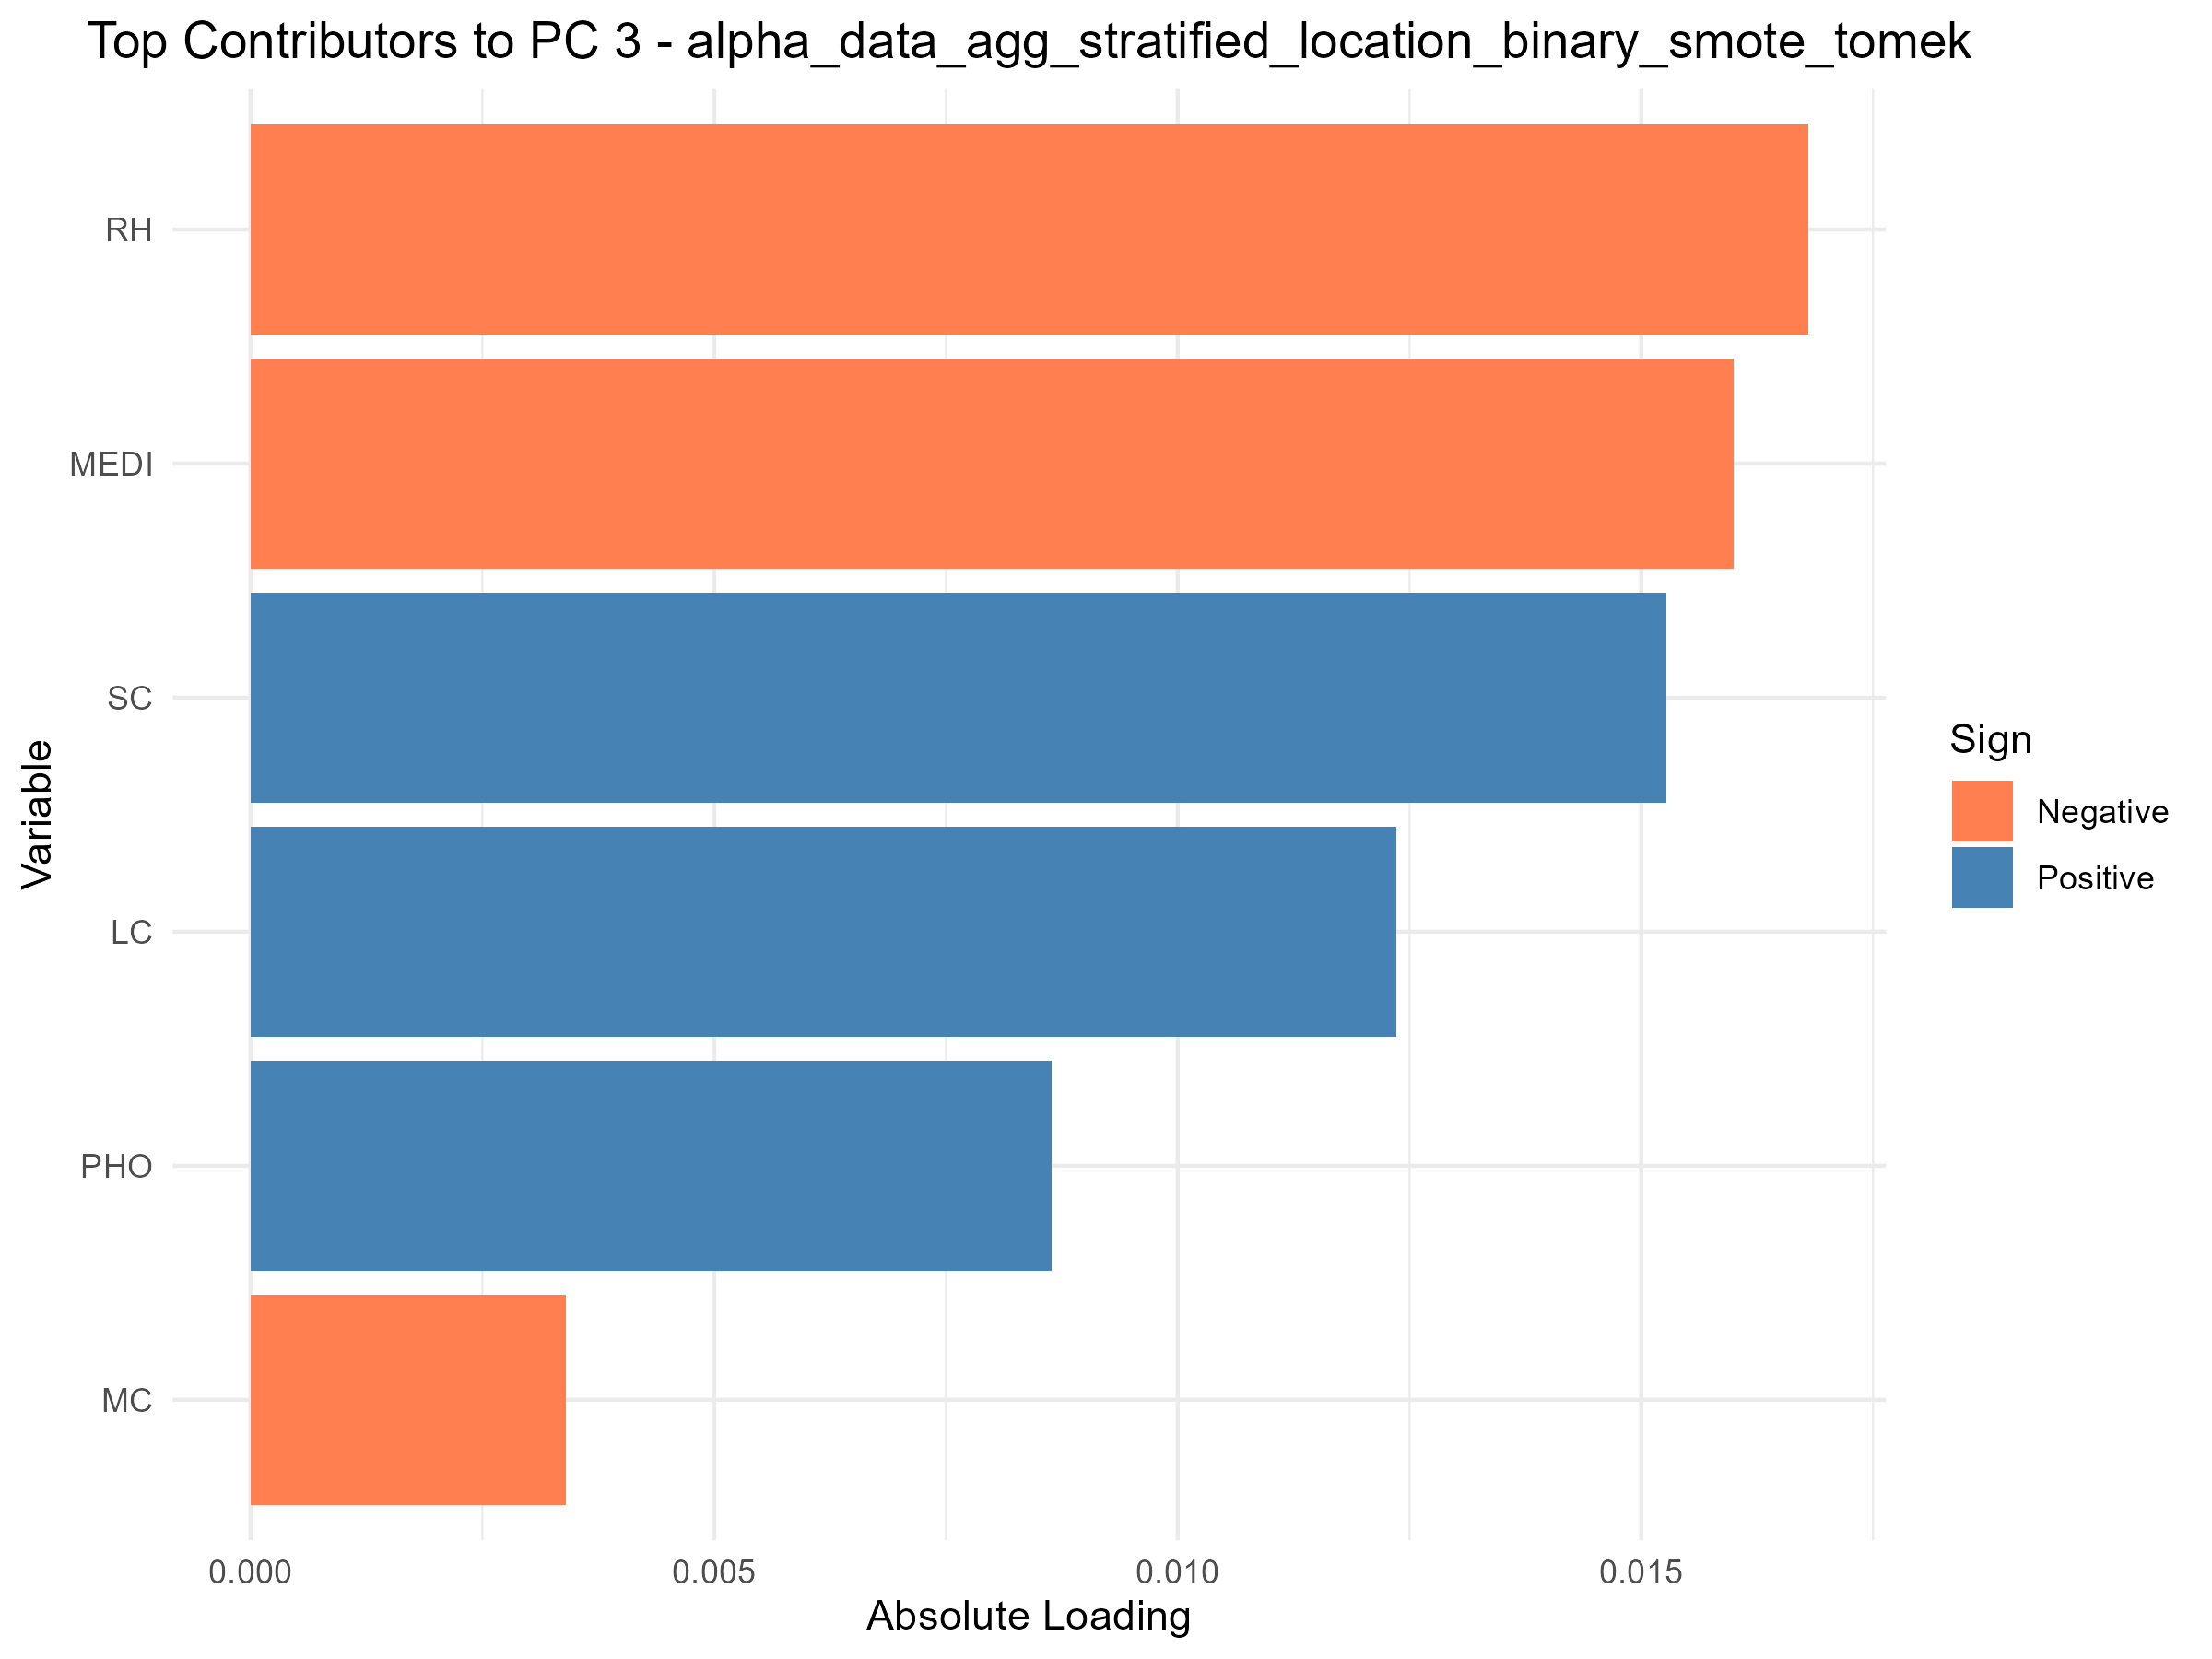 Top Contributors to PC 3 - alpha_data_agg_stratified_location_binary_smote_tomek
RH
MEDI
SC
LC
PHO
MC
Variable
0.000 0.005 0.010 0.015
Absolute Loading
Sign
Negative
Positive